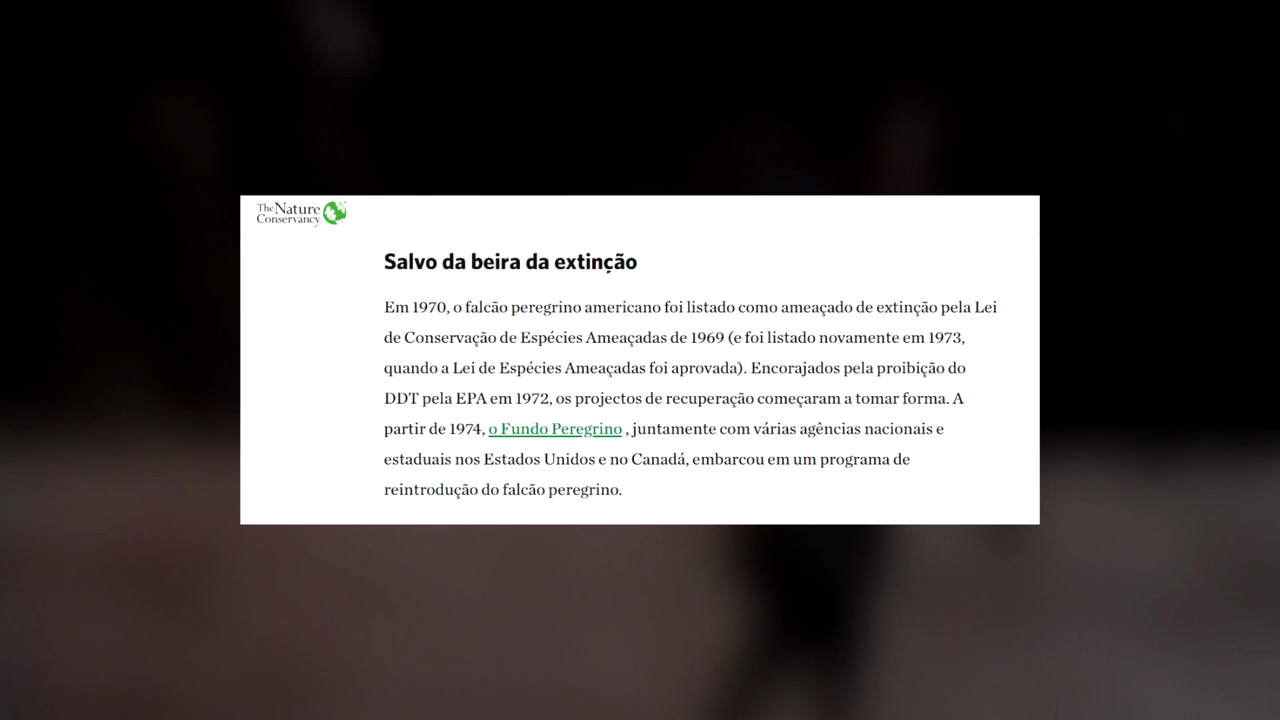 The Nature
Conservancy
Salvo da beira da extinção
Em 1970, o falcão peregrino americano foi listado como ameaçado de extinção pela Lei
de Conservação de Espécies Ameaçadas de 1969 (e foi listado novamente em 1973,
quando a Lei de Espécies Ameaçadas foi aprovada). Encorajados pela proibição do
DDT pela EPA em 1972, os projectos de recuperação começaram a tomar forma. A
partir de 1974, o Fundo Peregrino , juntamente com várias agências nacionais e
estaduais nos Estados Unidos e no Canadá, embarcou em um programa de
reintrodução do falcão peregrino.